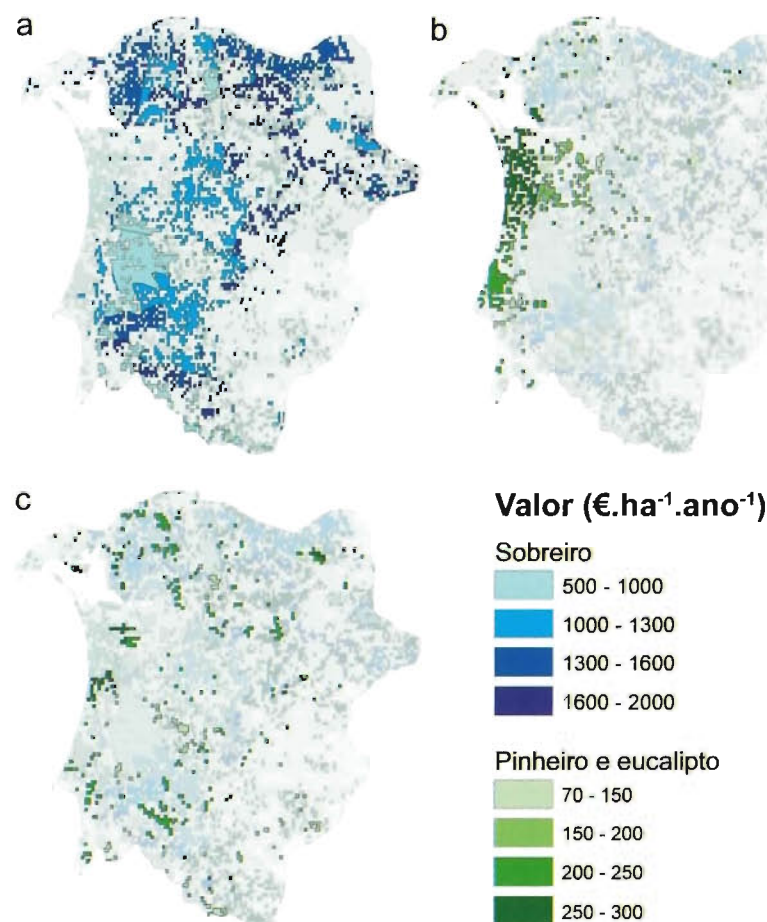 a
b
c
Valor (€.ha⁻¹.ano⁻¹)
Sobreiro
500 - 1000
1000 - 1300
1300 - 1600
1600 - 2000
Pinheiro e eucalipto
70 - 150
150 - 200
200 - 250
250 - 300